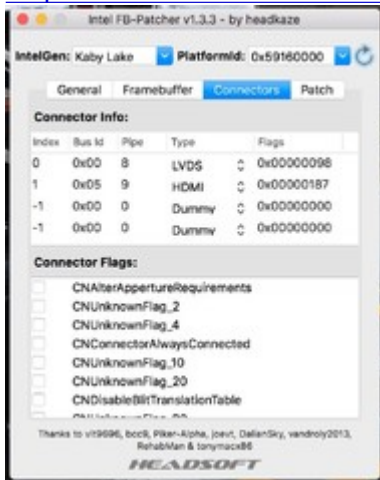 Intel FB-Patcher v1.3.3 - by headkaze
IntelGen: Kaby Lake PlatformId: 0x59160000
General Framebuffer Connectors Patch
Connector Info:
Index Bus Id Pipe Type Flags
0 0x00 8 LVDS 0x00000098
1 0x05 9 HDMI 0x00000187
-1 0x00 0 Dummy 0x00000000
-1 0x00 0 Dummy 0x00000000
Connector Flags:
CNAlterAppertureRequirements
CNUnknownFlag_2
CNUnknownFlag_4
CNConnectorAlwaysConnected
CNUnknownFlag_10
CNUnknownFlag_20
CNDisableBlitTranslationTable
Thanks to vit9696, bcc9, Piker-Alpha, joevt, DalianSky, vandroiy2013,
RehabMan & tonymacx86
HEADSOFT